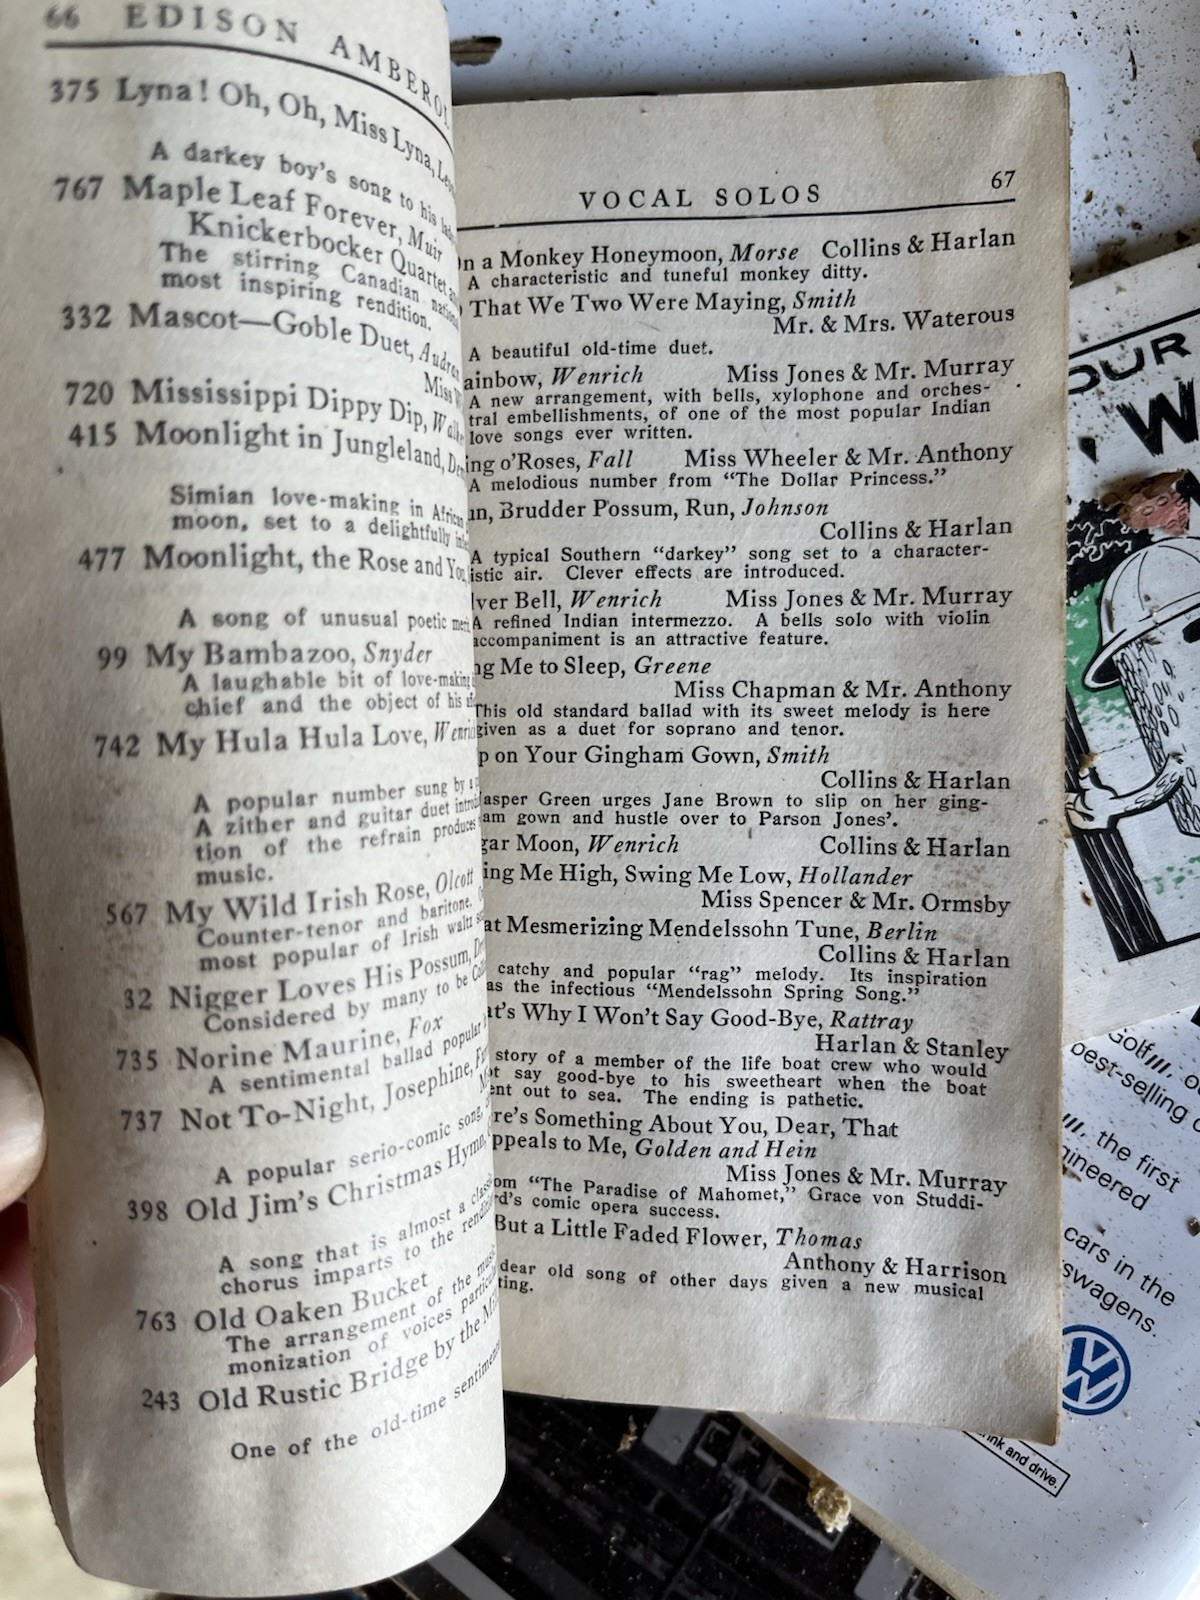 66 EDISON AMBEROL
375 Lyna! Oh, Oh, Miss Lyna,
A darkey boy's song to his
767 Maple Leaf Forever, Muir
Knickerbocker Quartet
The stirring Canadian
most inspiring rendition.
332 Mascot—Goble Duet,
Miss
720 Mississippi Dippy Dip,
415 Moonlight in Jungleland,
Simian love-making in
moon, set to a delightfully
477 Moonlight, the Rose and
A song of unusual poetic
99 My Bambazoo, Snyder
A laughable bit of love-making
chief and the object of his
742 My Hula Hula Love,
A popular number sung by a
A zither and guitar duet
tion of the refrain produces
music.
567 My Wild Irish Rose, Olcott
Counter-tenor and baritone.
most popular of Irish waltz
32 Nigger Loves His Possum,
Considered by many to be
735 Norine Maurine, Fox
A sentimental ballad popular
737 Not To-Night, Josephine,
A popular serio-comic song,
398 Old Jim's Christmas Hymn,
A song that is almost a
chorus imparts to the
763 Old Oaken Bucket
The arrangement of the music
monization of voices
243 Old Rustic Bridge by the
One of the old-time
VOCAL SOLOS 67
n a Monkey Honeymoon, Morse Collins & Harlan
A characteristic and tuneful monkey ditty.
That We Two Were Maying, Smith
Mr. & Mrs. Waterous
A beautiful old-time duet.
ainbow, Wenrich Miss Jones & Mr. Murray
A new arrangement, with bells, xylophone and orches-
tral embellishments, of one of the most popular Indian
love songs ever written.
ing o'Roses, Fall Miss Wheeler & Mr. Anthony
A melodious number from "The Dollar Princess."
un, Brudder Possum, Run, Johnson
Collins & Harlan
A typical Southern "darkey" song set to a character-
istic air. Clever effects are introduced.
lver Bell, Wenrich Miss Jones & Mr. Murray
A refined Indian intermezzo. A bells solo with violin
accompaniment is an attractive feature.
ng Me to Sleep, Greene
Miss Chapman & Mr. Anthony
This old standard ballad with its sweet melody is here
given as a duet for soprano and tenor.
p on Your Gingham Gown, Smith
Collins & Harlan
asper Green urges Jane Brown to slip on her ging-
am gown and hustle over to Parson Jones'.
gar Moon, Wenrich Collins & Harlan
ing Me High, Swing Me Low, Hollander
Miss Spencer & Mr. Ormsby
at Mesmerizing Mendelssohn Tune, Berlin
Collins & Harlan
catchy and popular "rag" melody. Its inspiration
as the infectious "Mendelssohn Spring Song."
at's Why I Won't Say Good-Bye, Rattray
Harlan & Stanley
story of a member of the life boat crew who would
ot say good-bye to his sweetheart when the boat
ent out to sea. The ending is pathetic.
re's Something About You, Dear, That
ppeals to Me, Golden and Hein
Miss Jones & Mr. Murray
om "The Paradise of Mahomet," Grace von Studdi-
rd's comic opera success.
But a Little Faded Flower, Thomas
Anthony & Harrison
dear old song of other days given a new musical
ting.
OUR
W
Golf
best-selling
, the first
gineered
cars in the
swagens.
rink and drive.